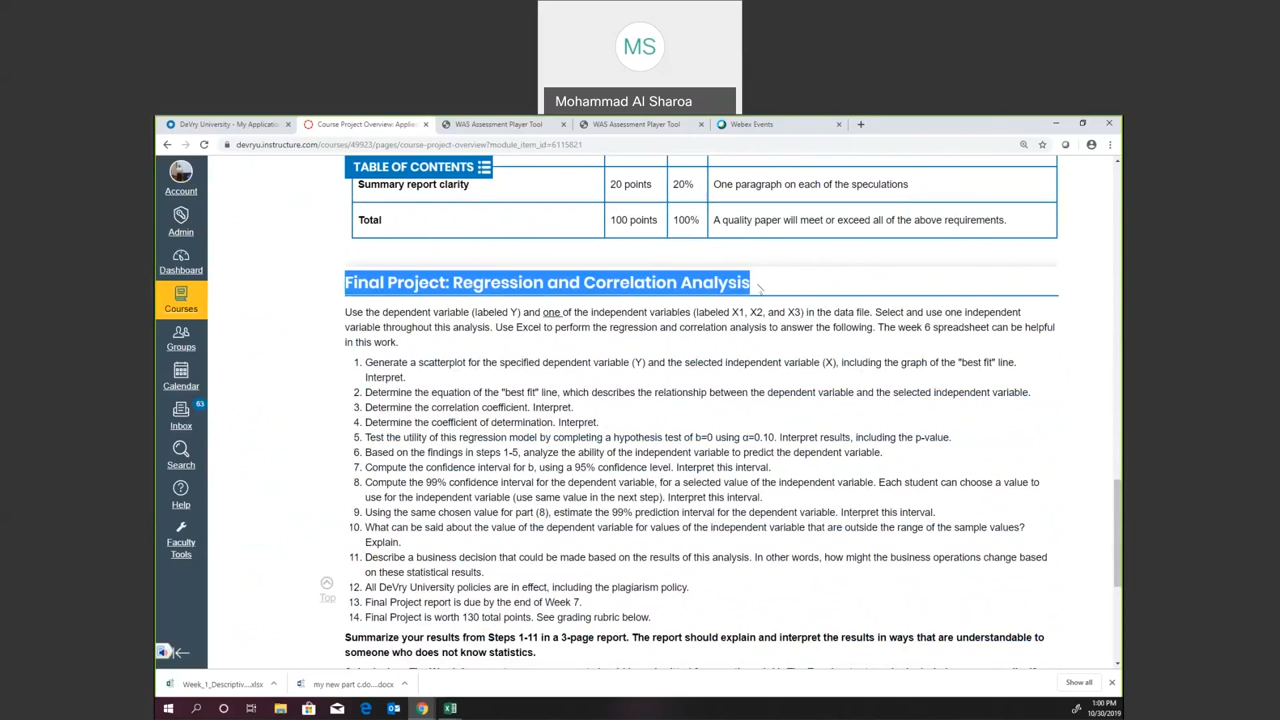 MS
Mohammad Al Sharoa
DeVry University - My Applicatio
Course Project Overview: Applie
WAS Assessment Player Tool
WAS Assessment Player Tool
Webex Events
devryu.instructure.com/courses/49923/pages/course-project-overview?module_item_id=6115821
TABLE OF CONTENTS
Summary report clarity 20 points 20% One paragraph on each of the speculations
Total 100 points 100% A quality paper will meet or exceed all of the above requirements.
Account
Admin
Dashboard
Courses
Groups
Calendar
63
Inbox
Search
Help
Faculty
Tools
Final Project: Regression and Correlation Analysis
Use the dependent variable (labeled Y) and one of the independent variables (labeled X1, X2, and X3) in the data file. Select and use one independent
variable throughout this analysis. Use Excel to perform the regression and correlation analysis to answer the following. The week 6 spreadsheet can be helpful
in this work.
1. Generate a scatterplot for the specified dependent variable (Y) and the selected independent variable (X), including the graph of the "best fit" line.
Interpret.
2. Determine the equation of the "best fit" line, which describes the relationship between the dependent variable and the selected independent variable.
3. Determine the correlation coefficient. Interpret.
4. Determine the coefficient of determination. Interpret.
5. Test the utility of this regression model by completing a hypothesis test of b=0 using α=0.10. Interpret results, including the p-value.
6. Based on the findings in steps 1-5, analyze the ability of the independent variable to predict the dependent variable.
7. Compute the confidence interval for b, using a 95% confidence level. Interpret this interval.
8. Compute the 99% confidence interval for the dependent variable, for a selected value of the independent variable. Each student can choose a value to
use for the independent variable (use same value in the next step). Interpret this interval.
9. Using the same chosen value for part (8), estimate the 99% prediction interval for the dependent variable. Interpret this interval.
10. What can be said about the value of the dependent variable for values of the independent variable that are outside the range of the sample values?
Explain.
11. Describe a business decision that could be made based on the results of this analysis. In other words, how might the business operations change based
on these statistical results.
12. All DeVry University policies are in effect, including the plagiarism policy.
13. Final Project report is due by the end of Week 7.
14. Final Project is worth 130 total points. See grading rubric below.
Top
Summarize your results from Steps 1-11 in a 3-page report. The report should explain and interpret the results in ways that are understandable to
someone who does not know statistics.
Week_1_Descriptiv....xlsx
my new part c.do....docx
Show all
1:00 PM
10/30/2019